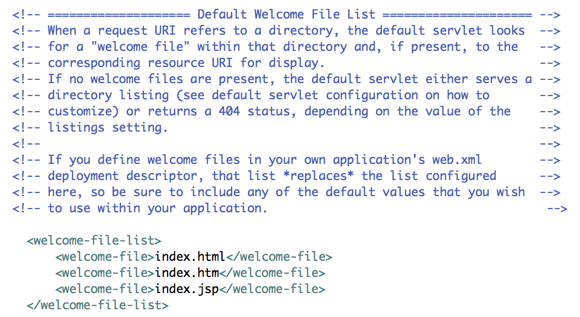 <!-- =================== Default Welcome File List ==================== -->
<!-- When a request URI refers to a directory, the default servlet looks -->
<!-- for a "welcome file" within that directory and, if present, to the -->
<!-- corresponding resource URI for display. -->
<!-- If no welcome files are present, the default servlet either serves a -->
<!-- directory listing (see default servlet configuration on how to -->
<!-- customize) or returns a 404 status, depending on the value of the -->
<!-- listings setting. -->
<!-- -->
<!-- If you define welcome files in your own application's web.xml -->
<!-- deployment descriptor, that list *replaces* the list configured -->
<!-- here, so be sure to include any of the default values that you wish -->
<!-- to use within your application. -->
<welcome-file-list>
<welcome-file>index.html</welcome-file>
<welcome-file>index.htm</welcome-file>
<welcome-file>index.jsp</welcome-file>
</welcome-file-list>